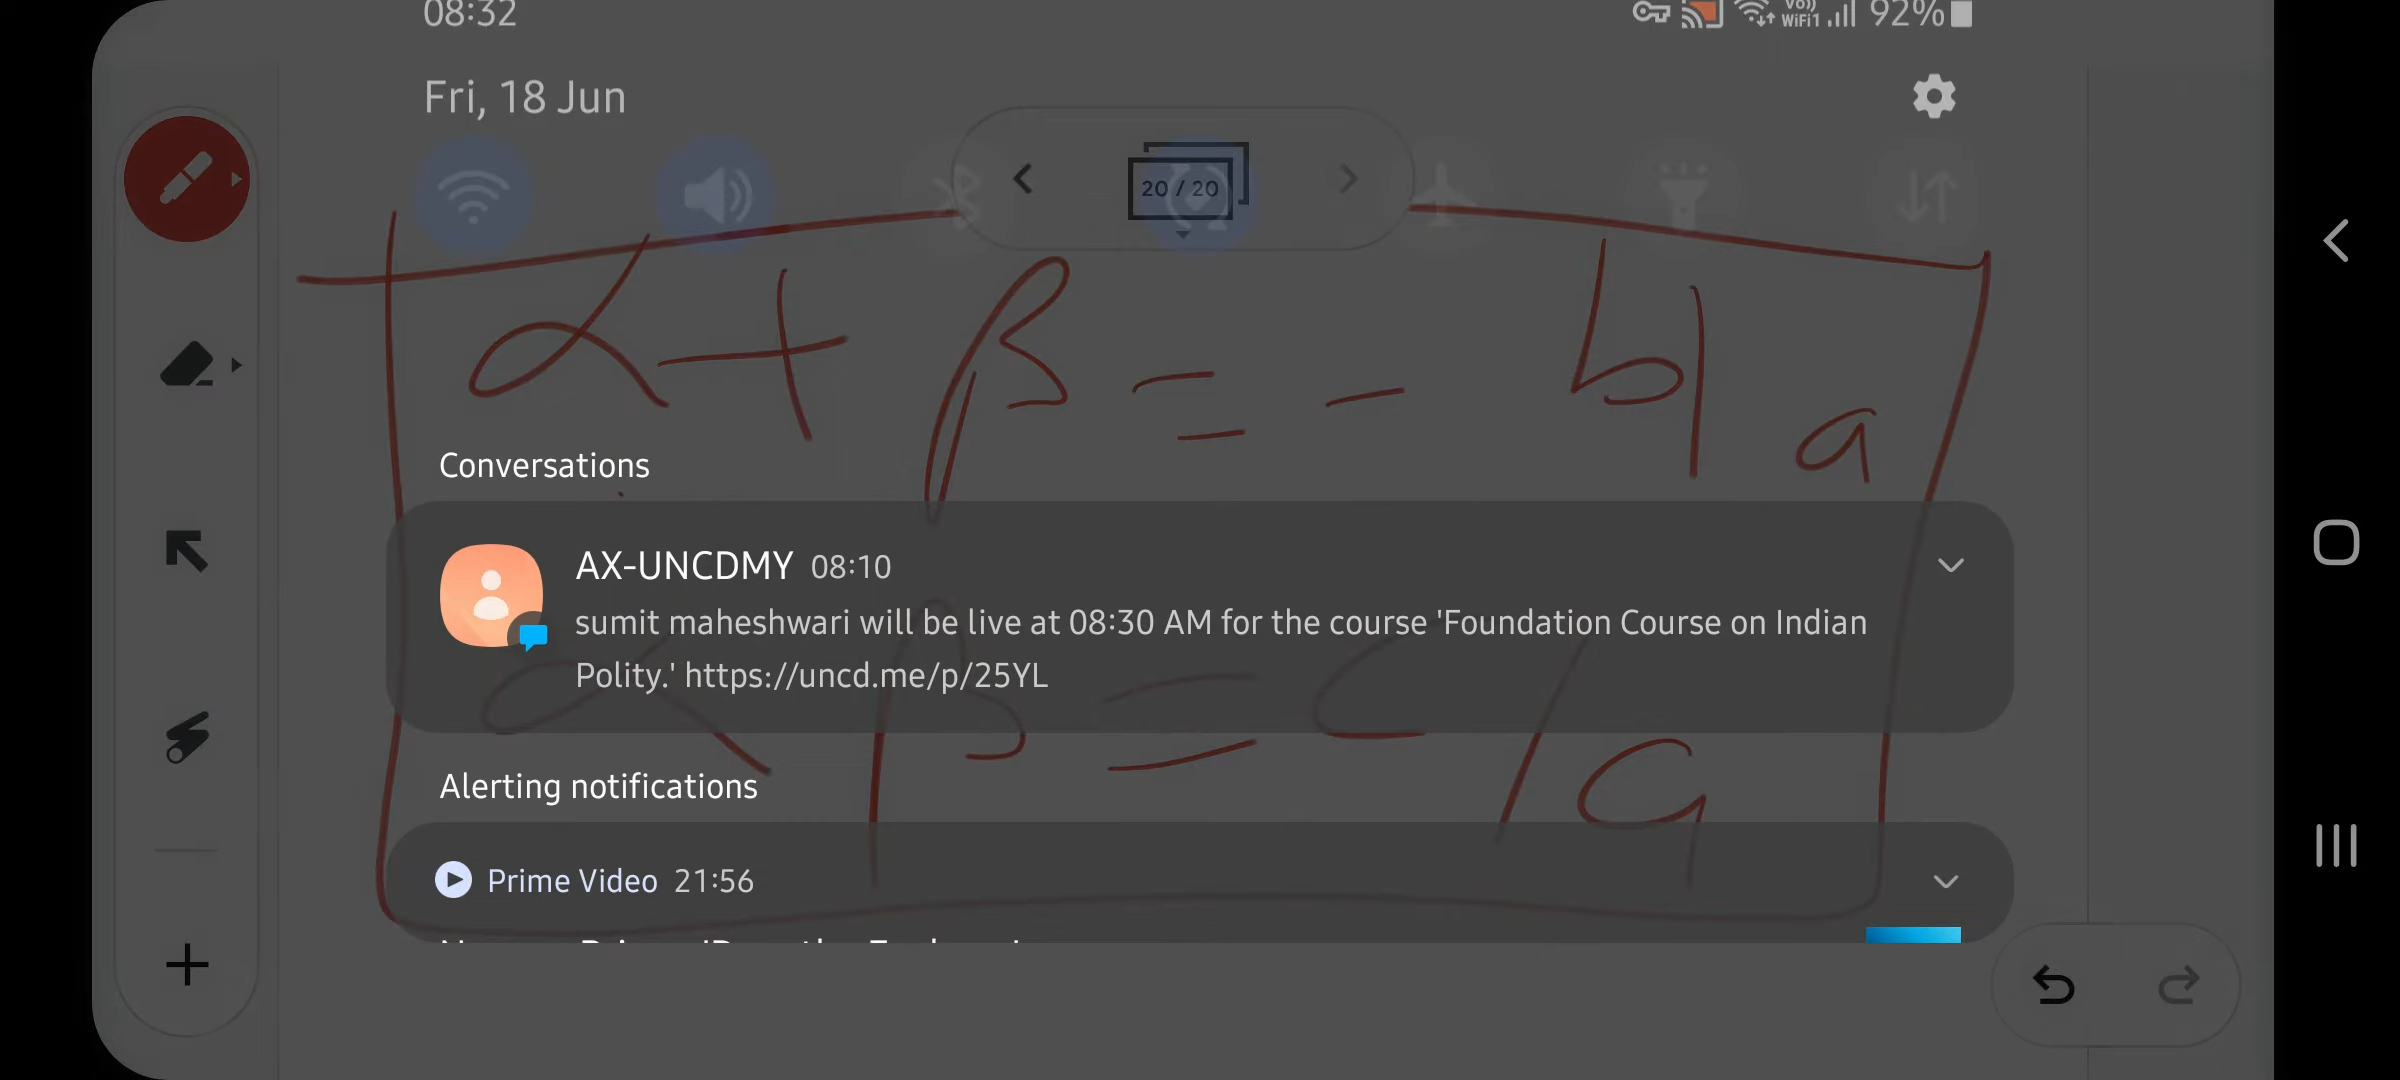 08:32 Vo)) WiFi1 92%
Fri, 18 Jun
20 / 20
α + β = - b/a
Conversations
AX-UNCDMY 08:10
sumit maheshwari will be live at 08:30 AM for the course 'Foundation Course on Indian
Polity.' https://uncd.me/p/25YL
α β = c/a
Alerting notifications
Prime Video 21:56